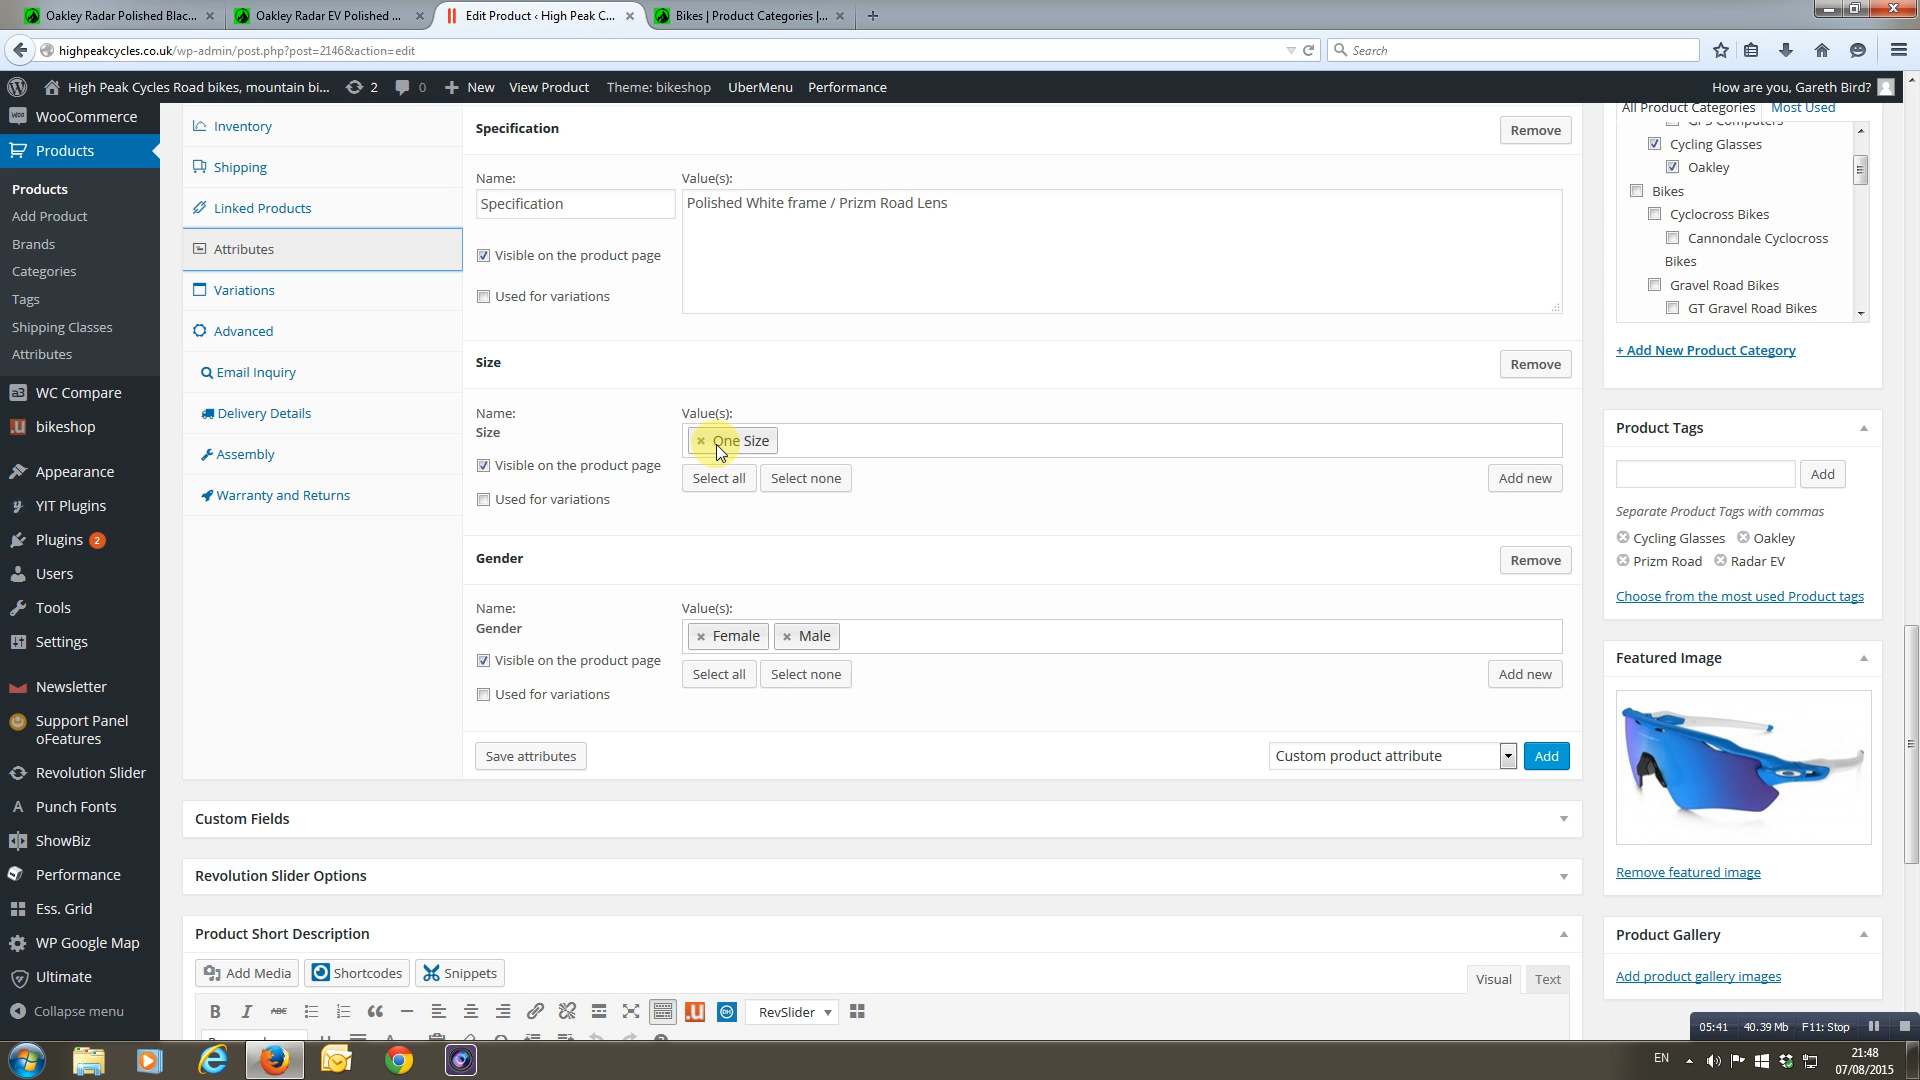 Oakley Radar Polished Blac...
Oakley Radar EV Polished ...
Edit Product ‹ High Peak C...
Bikes | Product Categories |...
highpeakcycles.co.uk/wp-admin/post.php?post=2146&action=edit
Search
High Peak Cycles Road bikes, mountain bi...
2
0
New
View Product
Theme: bikeshop
UberMenu
Performance
How are you, Gareth Bird?
WooCommerce
Products
Products
Add Product
Brands
Categories
Tags
Shipping Classes
Attributes
WC Compare
bikeshop
Appearance
YIT Plugins
Plugins 2
Users
Tools
Settings
Newsletter
Support Panel
oFeatures
Revolution Slider
Punch Fonts
ShowBiz
Performance
Ess. Grid
WP Google Map
Ultimate
Collapse menu
Inventory
Shipping
Linked Products
Attributes
Variations
Advanced
Email Inquiry
Delivery Details
Assembly
Warranty and Returns
Specification
Remove
Name:
Value(s):
Specification
Polished White frame / Prizm Road Lens
Visible on the product page
Used for variations
Size
Remove
Name:
Value(s):
Size
× One Size
Visible on the product page
Select all
Select none
Add new
Used for variations
Gender
Remove
Name:
Value(s):
Gender
× Female
× Male
Visible on the product page
Select all
Select none
Add new
Used for variations
Save attributes
Custom product attribute
Add
Custom Fields
Revolution Slider Options
Product Short Description
Add Media
Shortcodes
Snippets
Visual
Text
B
I
ABC
RevSlider
All Product Categories
Most Used
GPS Computers
Cycling Glasses
Oakley
Bikes
Cyclocross Bikes
Cannondale Cyclocross
Bikes
Gravel Road Bikes
GT Gravel Road Bikes
+ Add New Product Category
Product Tags
Add
Separate Product Tags with commas
Cycling Glasses
Oakley
Prizm Road
Radar EV
Choose from the most used Product tags
Featured Image
Remove featured image
Product Gallery
Add product gallery images
05:41
40.39 Mb
F11: Stop
EN
21:48
07/08/2015